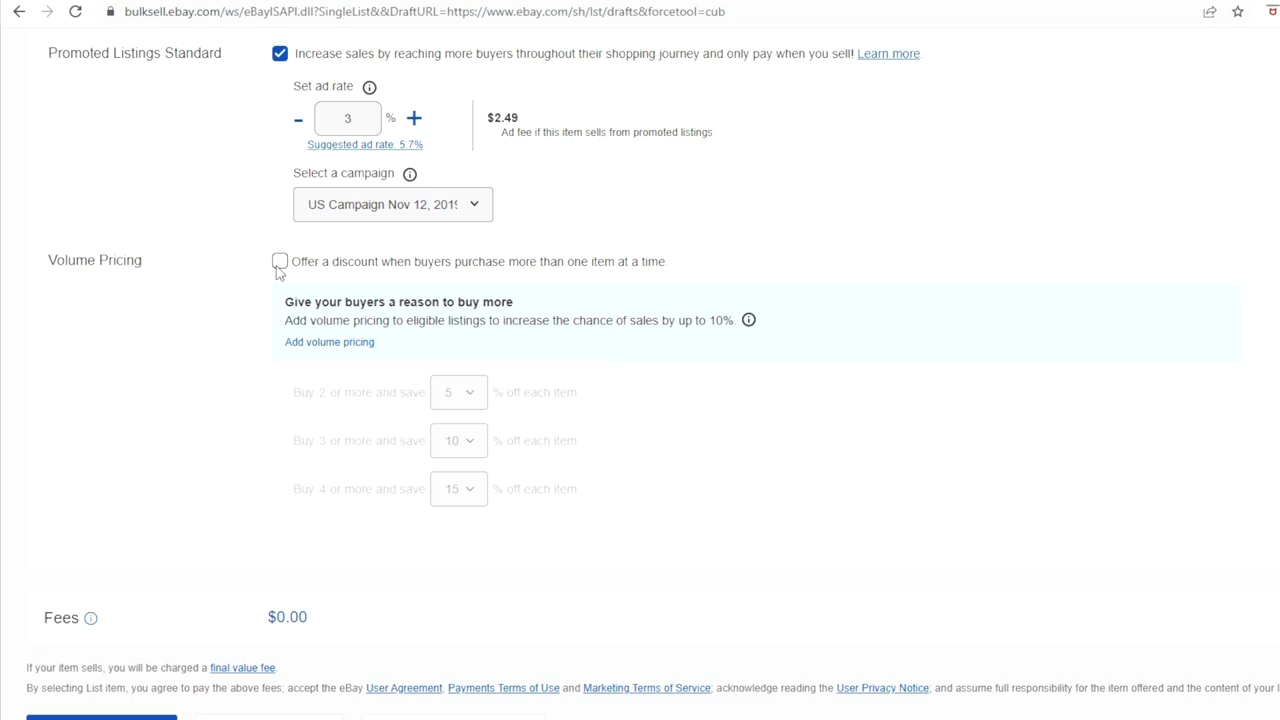 bulksell.ebay.com/ws/eBayISAPI.dll?SingleList&&DraftURL=https://www.ebay.com/sh/lst/drafts&forcetool=cub
Promoted Listings Standard
Increase sales by reaching more buyers throughout their shopping journey and only pay when you sell! Learn more.
Set ad rate
- 3 % +
$2.49
Ad fee if this item sells from promoted listings
Suggested ad rate: 5.7%
Select a campaign
US Campaign Nov 12, 2019
Volume Pricing
Offer a discount when buyers purchase more than one item at a time.
Give your buyers a reason to buy more
Add volume pricing to eligible listings to increase the chance of sales by up to 10%.
Add volume pricing
Buy 2 or more and save 5 % off each item
Buy 3 or more and save 10 % off each item
Buy 4 or more and save 15 % off each item
Fees
$0.00
If your item sells, you will be charged a final value fee.
By selecting List item, you agree to pay the above fees; accept the eBay User Agreement, Payments Terms of Use and Marketing Terms of Service; acknowledge reading the User Privacy Notice; and assume full responsibility for the item offered and the content of your l